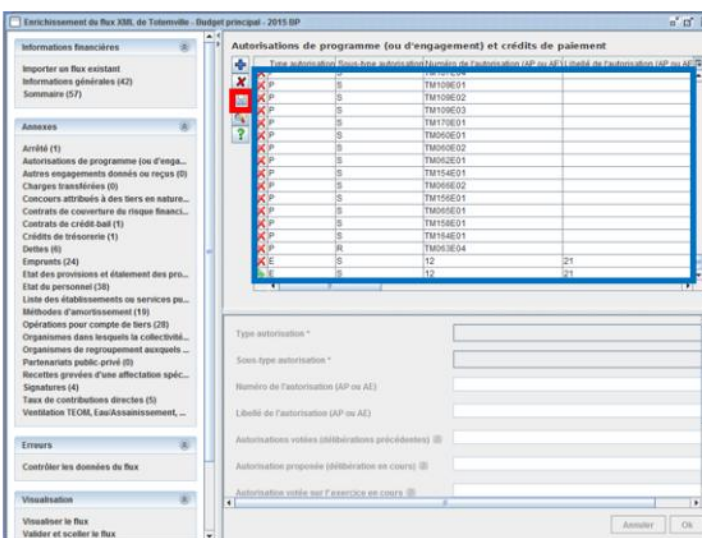 Enrichissement du flux XML de Totemville - Budget principal - 2015 BP
Informations financières
Importer un flux existant
Informations générales (42)
Sommaire (57)
Annexes
Arrêté (1)
Autorisations de programme (ou d'enga...
Autres engagements donnés ou reçus (0)
Charges transférées (0)
Concours attribués à des tiers en nature...
Contrats de couverture du risque financi...
Contrats de crédit-bail (1)
Crédits de trésorerie (1)
Dettes (6)
Emprunts (24)
Etat des provisions et étalement des pro...
Etat du personnel (38)
Liste des établissements ou services pu...
Méthodes d'amortissement (19)
Opérations pour compte de tiers (28)
Organismes dans lesquels la collectivité...
Organismes de regroupement auxquels ...
Partenariats public-privé (0)
Recettes grevées d'une affectation spéc...
Signatures (4)
Taux de contributions directes (5)
Ventilation TEOM, Eau/Assainissement, ...
Erreurs
Contrôler les données du flux
Visualisation
Visualiser le flux
Valider et sceller le flux
Autorisations de programme (ou d'engagement) et crédits de paiement
Type autorisation Sous-type autorisation Numéro de l'autorisation (AP ou AE) Libellé de l'autorisation (AP ou AE)
P S TM109E01
P S TM109E02
P S TM109E03
P S TM170E01
P S TM060E01
P S TM060E02
P S TM062E01
P S TM154E01
P S TM066E02
P S TM156E01
P S TM065E01
P S TM158E01
P S TM164E01
P R TM063E04
E S 12 21
E S 12 21
Type autorisation *
Sous-type autorisation *
Numéro de l'autorisation (AP ou AE)
Libellé de l'autorisation (AP ou AE)
Autorisations votées (délibérations précédentes)
Autorisation proposée (délibération en cours)
Autorisation votée sur l'exercice en cours
Annuler Ok